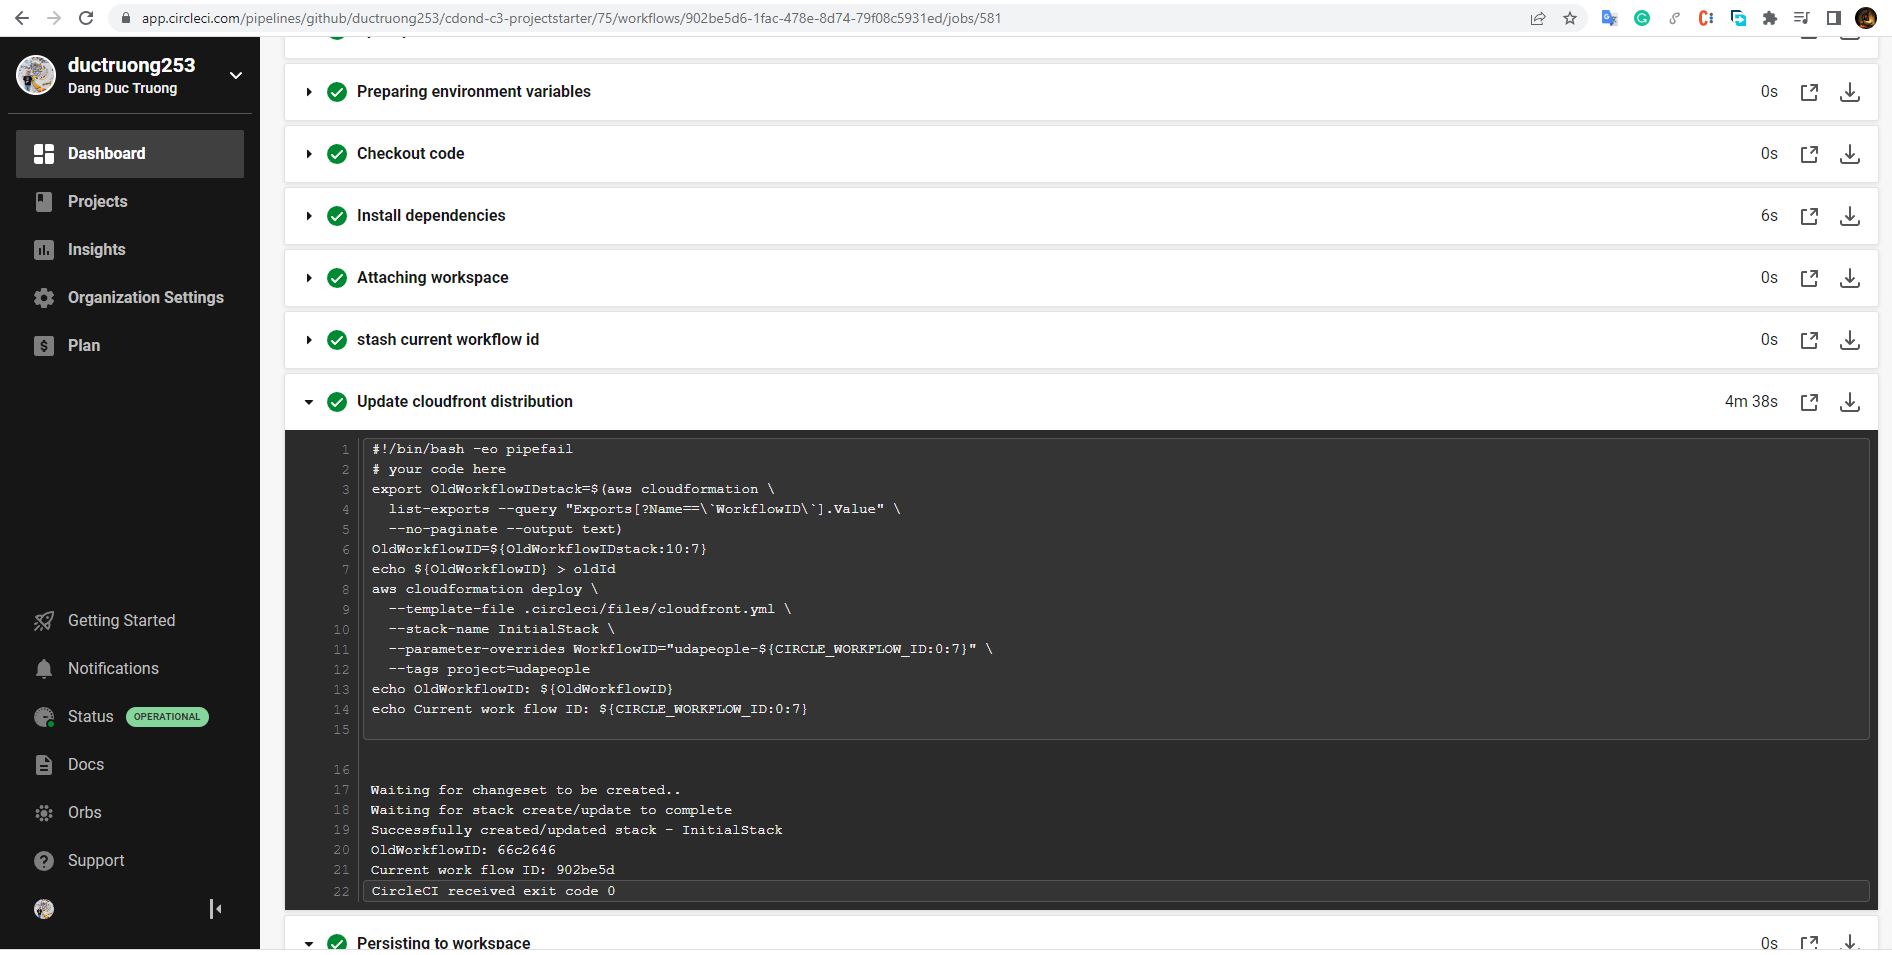 app.circleci.com/pipelines/github/ductruong253/cdond-c3-projectstarter/75/workflows/902be5d6-1fac-478e-8d74-79f08c5931ed/jobs/581
ductruong253
Dang Duc Truong
Dashboard
Projects
Insights
Organization Settings
Plan
Getting Started
Notifications
Status OPERATIONAL
Docs
Orbs
Support
Preparing environment variables 0s
Checkout code 0s
Install dependencies 6s
Attaching workspace 0s
stash current workflow id 0s
Update cloudfront distribution 4m 38s
1 #!/bin/bash -eo pipefail
2 # your code here
3 export OldWorkflowIDstack=$(aws cloudformation \
4 list-exports --query "Exports[?Name==\`WorkflowID\`].Value" \
5 --no-paginate --output text)
6 OldWorkflowID=${OldWorkflowIDstack:10:7}
7 echo ${OldWorkflowID} > oldId
8 aws cloudformation deploy \
9 --template-file .circleci/files/cloudfront.yml \
10 --stack-name InitialStack \
11 --parameter-overrides WorkflowID="udapeople-${CIRCLE_WORKFLOW_ID:0:7}" \
12 --tags project=udapeople
13 echo OldWorkflowID: ${OldWorkflowID}
14 echo Current work flow ID: ${CIRCLE_WORKFLOW_ID:0:7}
15
16
17 Waiting for changeset to be created..
18 Waiting for stack create/update to complete
19 Successfully created/updated stack - InitialStack
20 OldWorkflowID: 66c2646
21 Current work flow ID: 902be5d
22 CircleCI received exit code 0
Persisting to workspace 0s